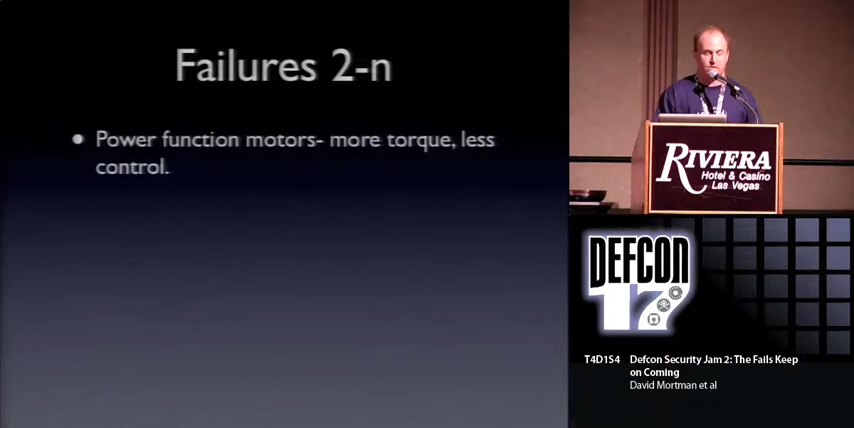 Failures 2-n
• Power function motors- more torque, less
control.
RIVIERA
Hotel & Casino
Las Vegas
DEFCON
17
T4D1S4 Defcon Security Jam 2: The Fails Keep
on Coming
David Mortman et al